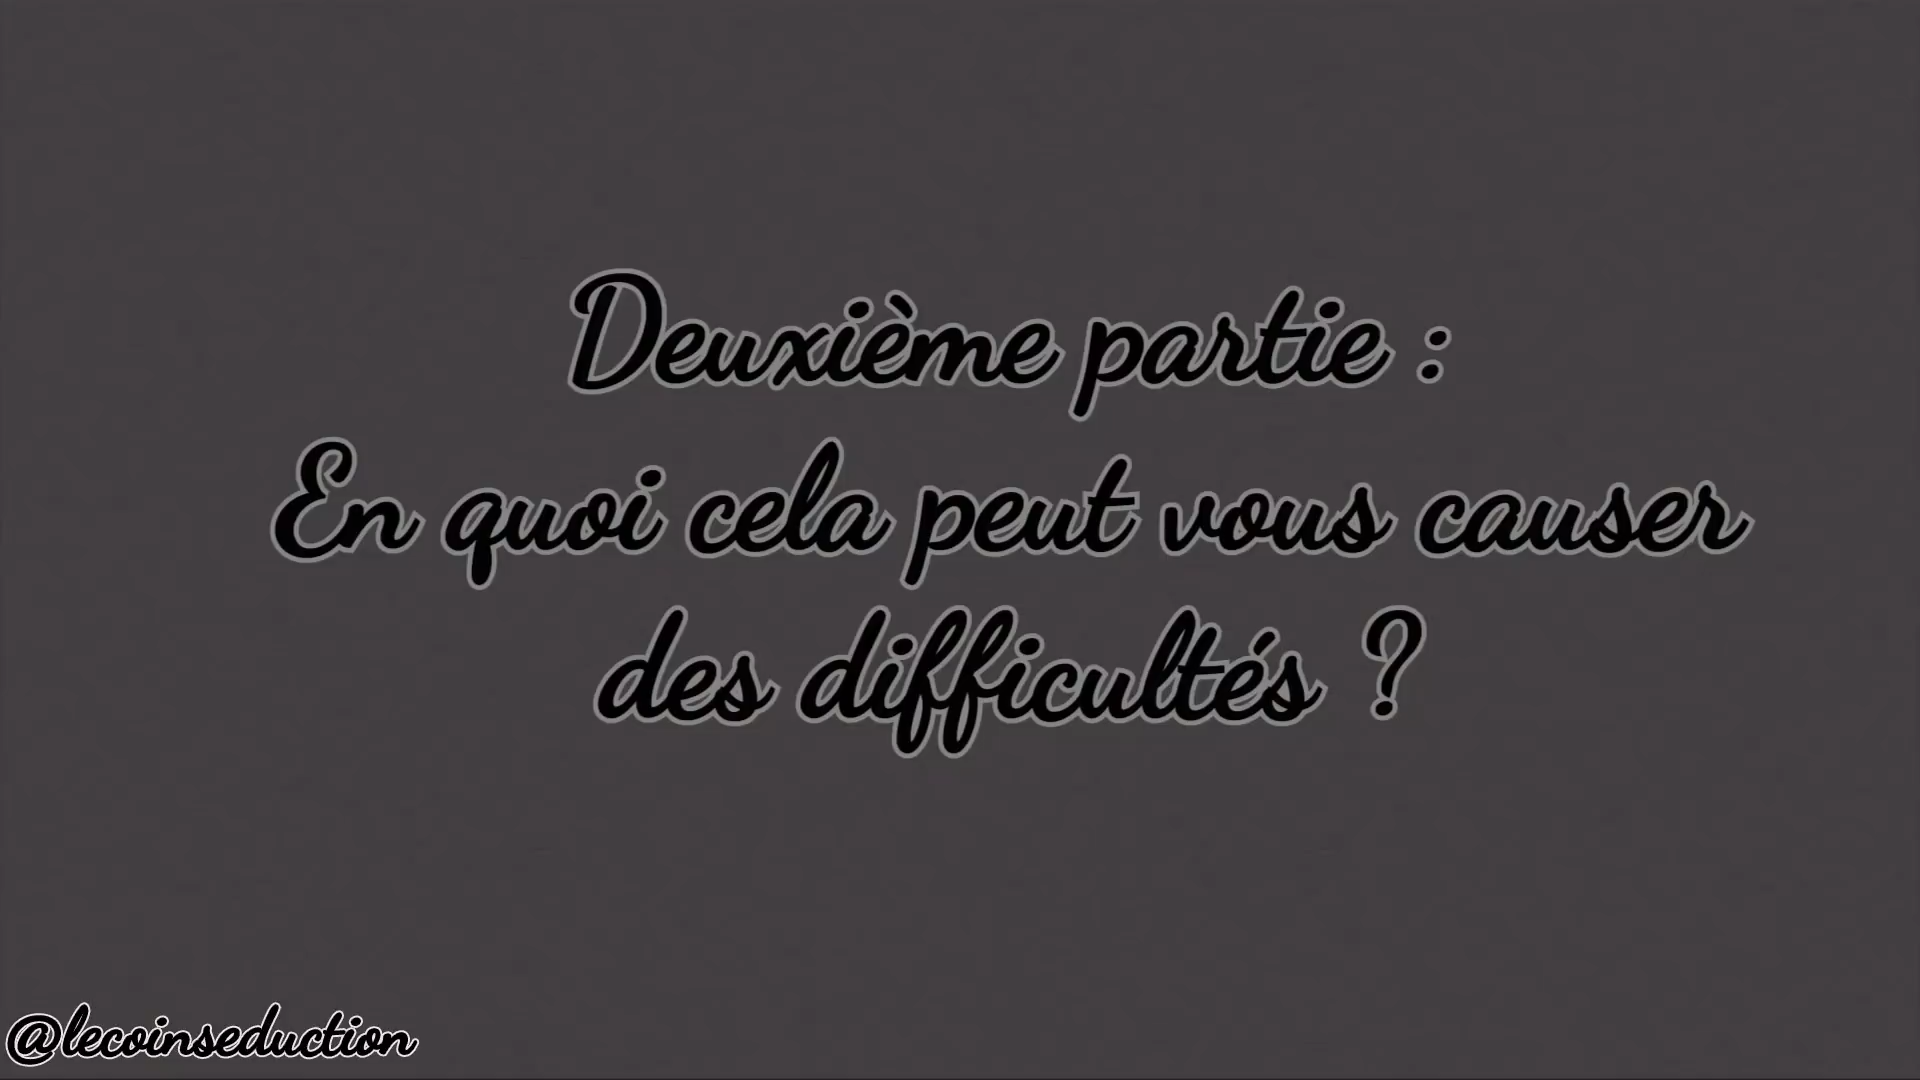 Deuxième partie :
En quoi cela peut vous causer
des difficultés ?
@lecoinseduction